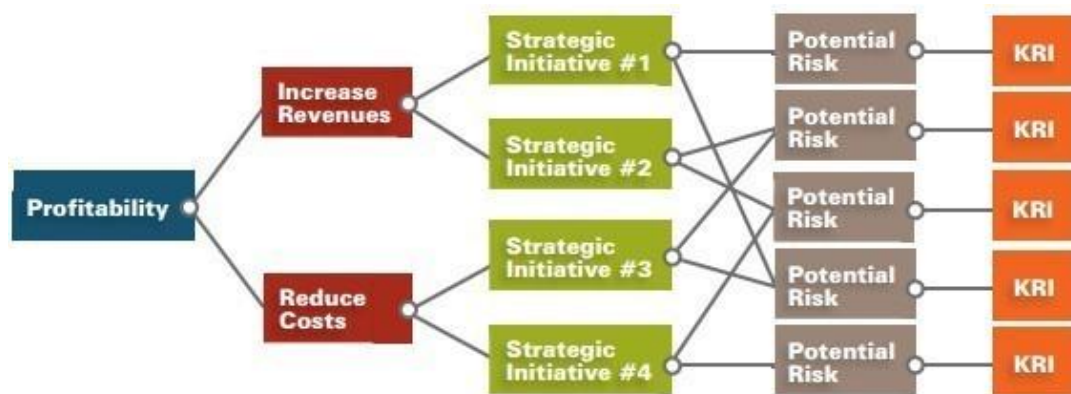 Profitability
Increase
Revenues
Reduce
Costs
Strategic
Initiative #1
Strategic
Initiative #2
Strategic
Initiative #3
Strategic
Initiative #4
Potential
Risk
Potential
Risk
Potential
Risk
Potential
Risk
Potential
Risk
KRI
KRI
KRI
KRI
KRI